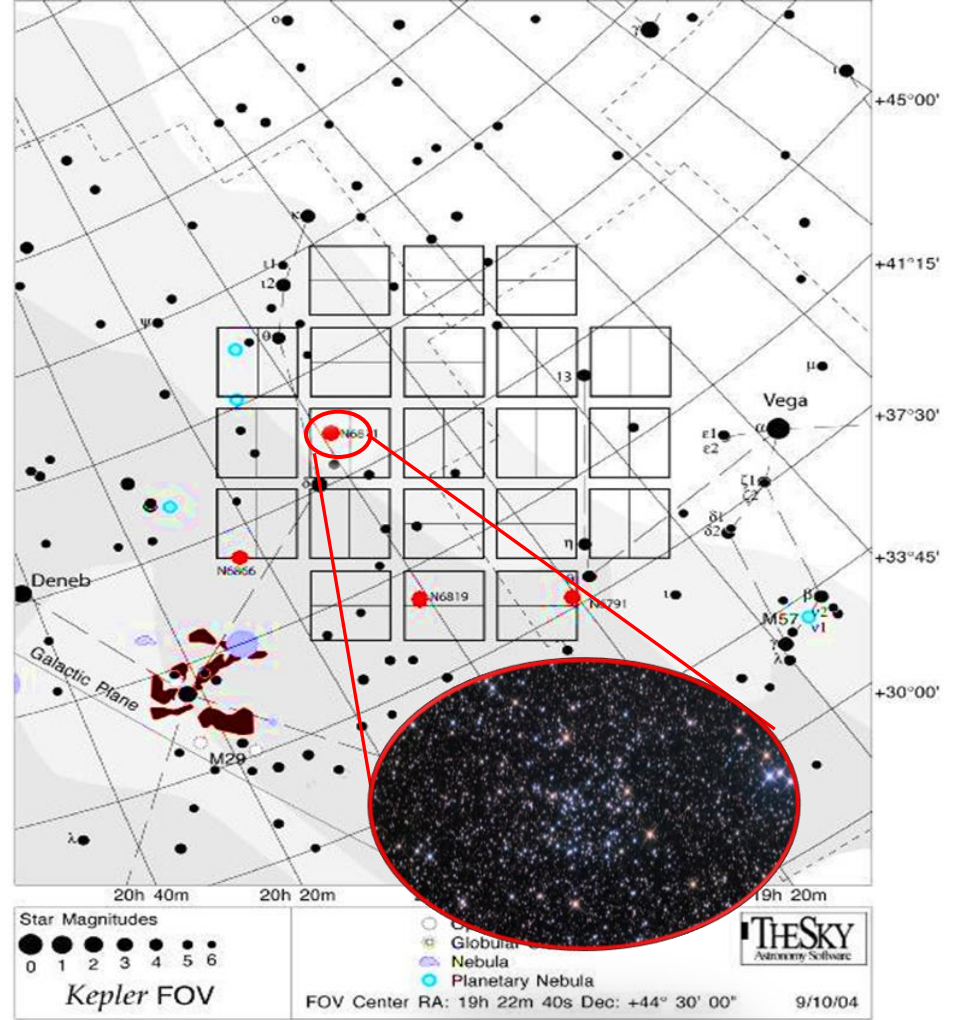 ο
γ
ι
+45°00'
κ
ι1
ι2
+41°15'
ψ
θ
13
μ
+37°30'
Vega
α
ε1
ε2
ζ1
ζ2
δ
δ1
δ2
η
+33°45'
N6866
Deneb
N6819
θ
N6791
ι
β
M57
ν2
ν1
γ
λ
+30°00'
Galactic Plane
M29
λ
20h 40m
20h 20m
19h 20m
Star Magnitudes
0 1 2 3 4 5 6
Kepler FOV
Globular
Nebula
Planetary Nebula
FOV Center RA: 19h 22m 40s Dec: +44° 30' 00"
THESKY
Astronomy Software
9/10/04